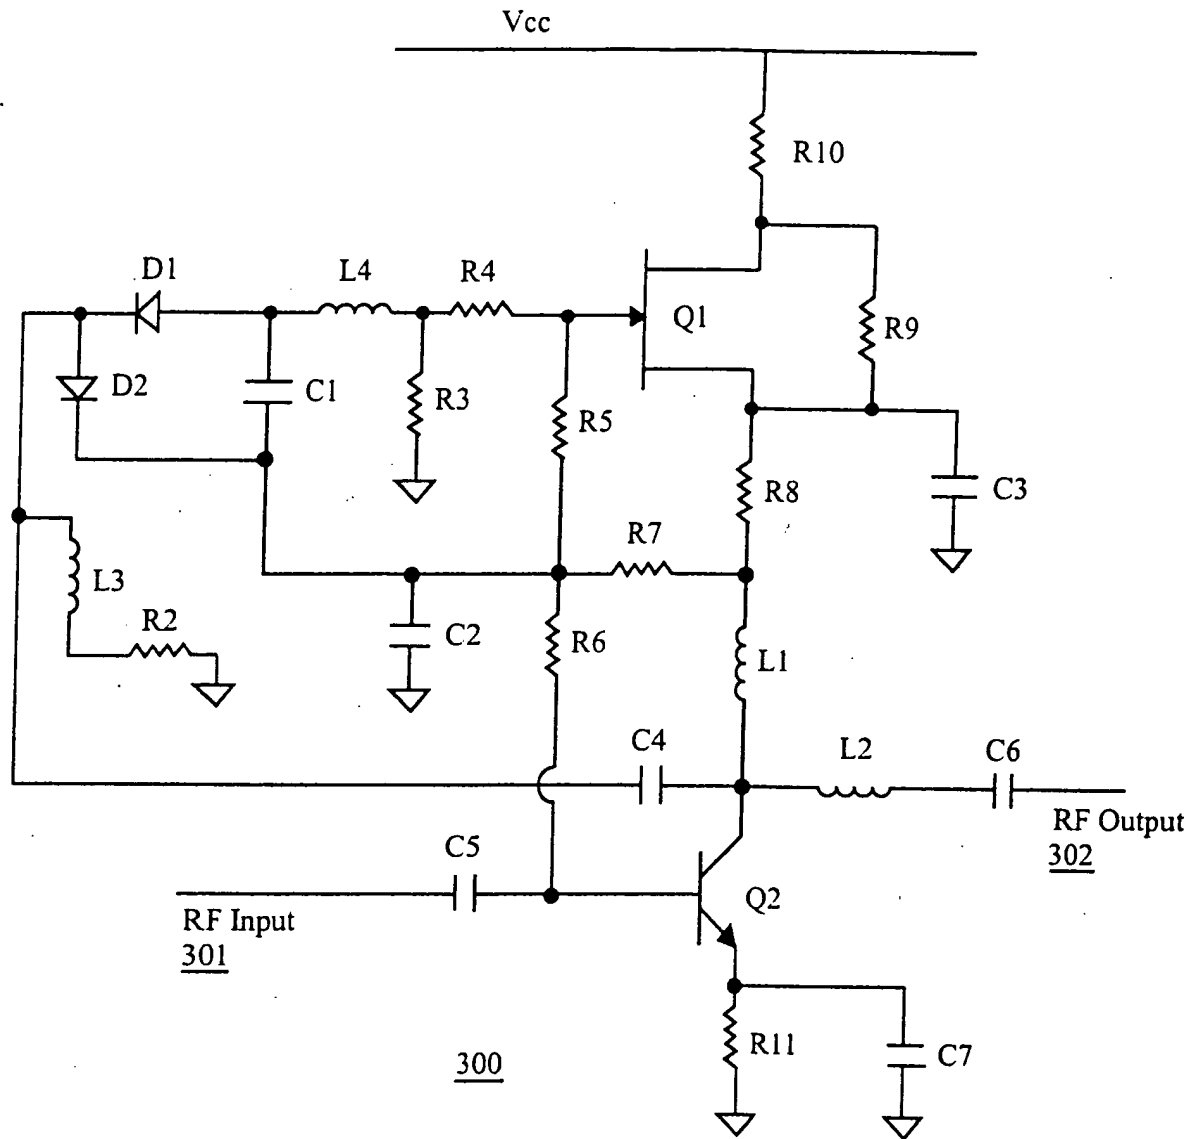 Vcc
R10
D1
L4
R4
Q1
R9
D2
C1
R3
R5
R8
C3
R7
L3
R2
C2
R6
L1
C4
L2
C6
RF Output
302
C5
Q2
RF Input
301
R11
C7
300